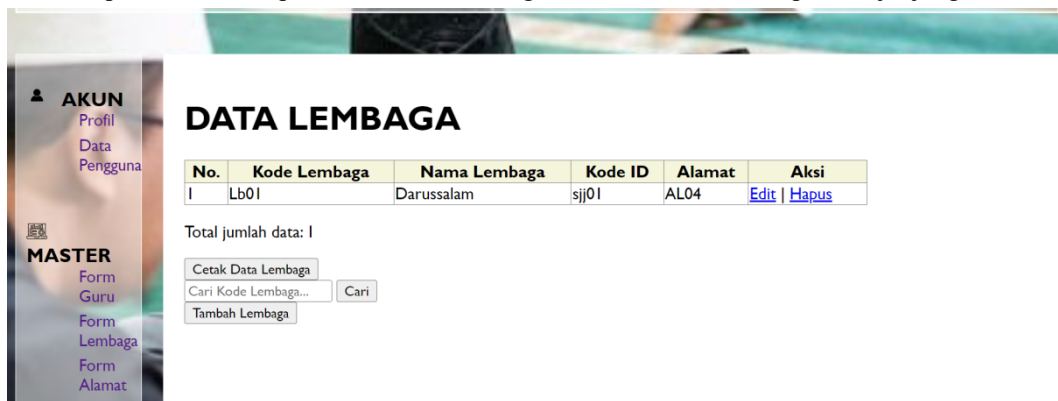 AKUN
Profil
Data
Pengguna
MASTER
Form
Guru
Form
Lembaga
Form
Alamat
DATA LEMBAGA
No. Kode Lembaga Nama Lembaga Kode ID Alamat Aksi
1 Lb01 Darussalam sjj01 AL04 Edit | Hapus
Total jumlah data: 1
Cetak Data Lembaga
Cari Kode Lembaga... Cari
Tambah Lembaga